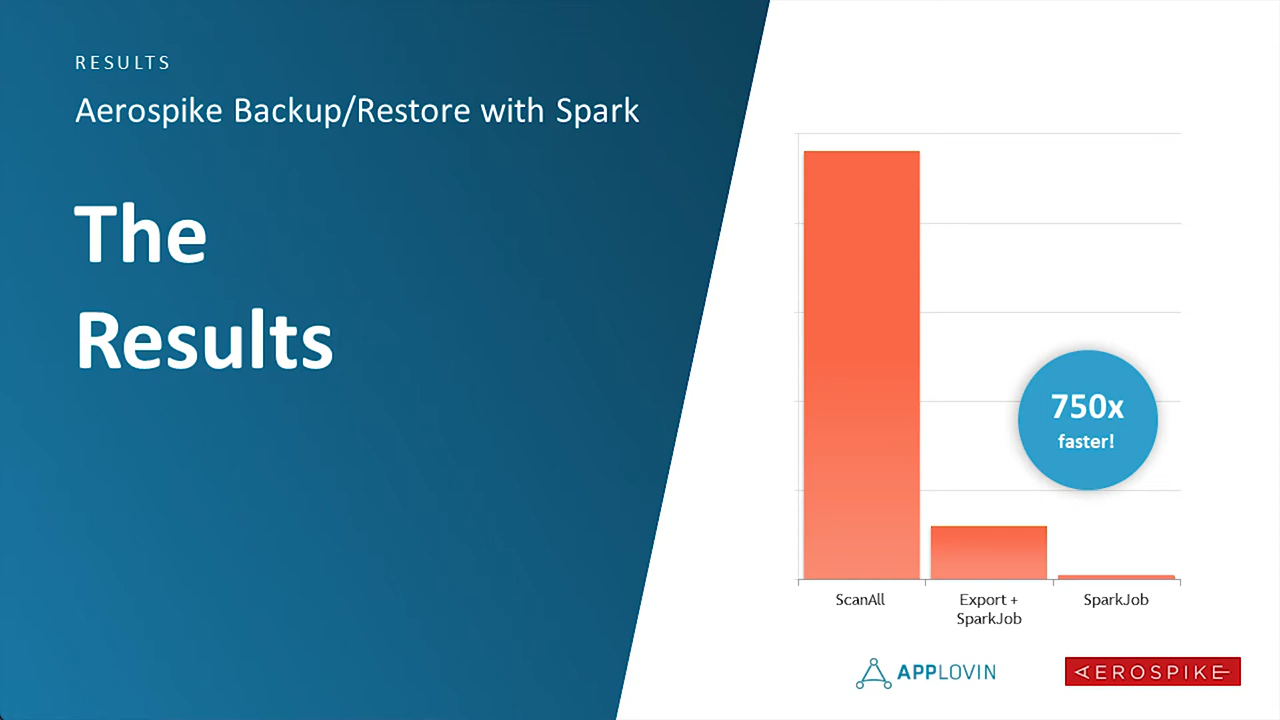 RESULTS
Aerospike Backup/Restore with Spark
The
Results
750x
faster!
ScanAll
Export +
SparkJob
SparkJob
APPLOVIN
AEROSPIKE